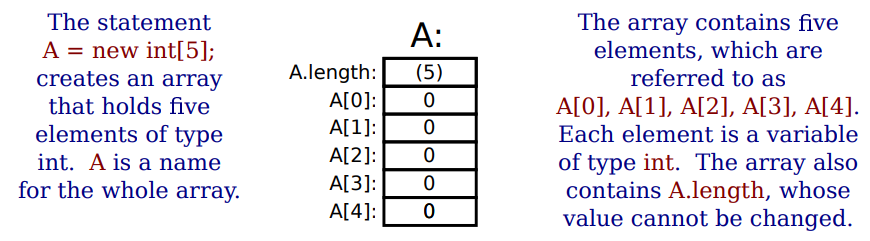 The statement
A = new int[5];
creates an array
that holds five
elements of type
int. A is a name
for the whole array.
A:
A.length: (5)
A[0]: 0
A[1]: 0
A[2]: 0
A[3]: 0
A[4]: 0
The array contains five
elements, which are
referred to as
A[0], A[1], A[2], A[3], A[4].
Each element is a variable
of type int. The array also
contains A.length, whose
value cannot be changed.